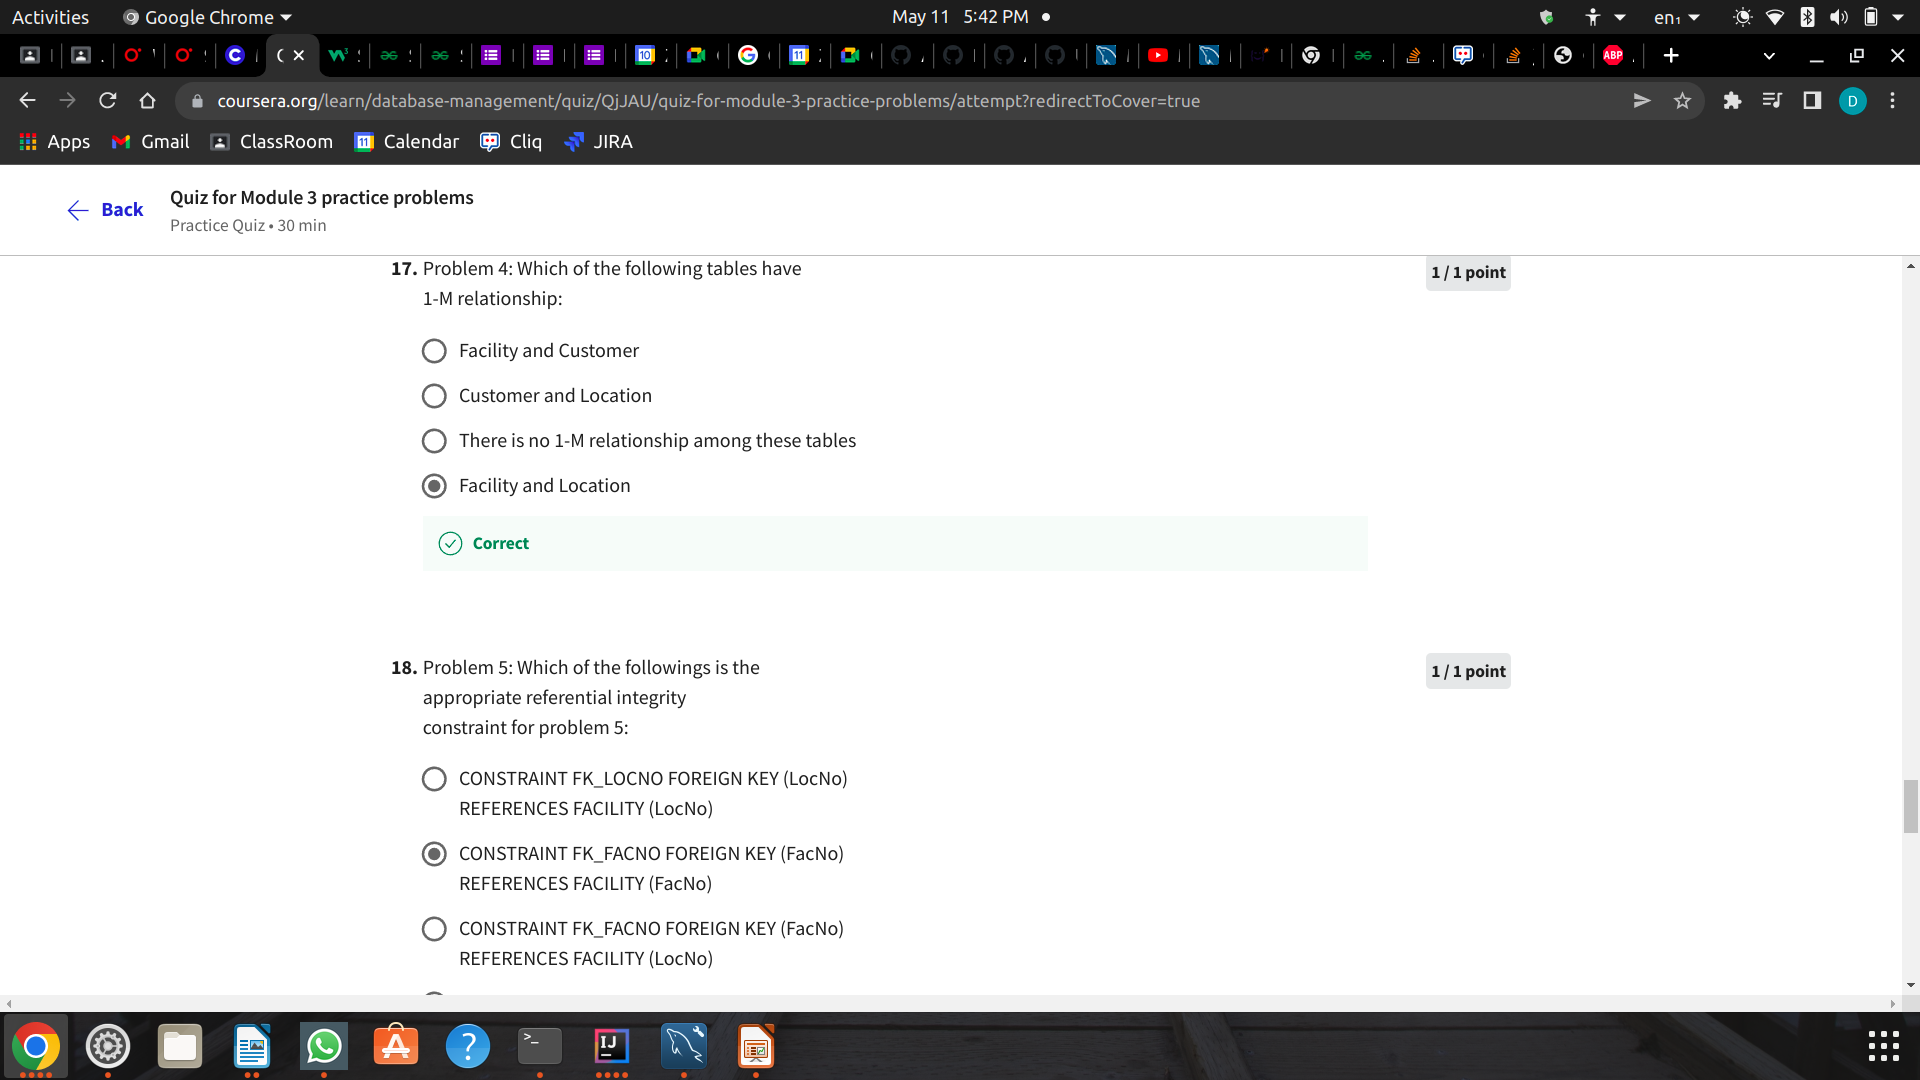 Activities
Google Chrome
May 11 5:42 PM
en₁
coursera.org/learn/database-management/quiz/QjJAU/quiz-for-module-3-practice-problems/attempt?redirectToCover=true
D
Apps
Gmail
ClassRoom
Calendar
Cliq
JIRA
Back
Quiz for Module 3 practice problems
Practice Quiz • 30 min
17. Problem 4: Which of the following tables have
1-M relationship:
1 / 1 point
Facility and Customer
Customer and Location
There is no 1-M relationship among these tables
Facility and Location
Correct
18. Problem 5: Which of the followings is the
appropriate referential integrity
constraint for problem 5:
1 / 1 point
CONSTRAINT FK_LOCNO FOREIGN KEY (LocNo)
REFERENCES FACILITY (LocNo)
CONSTRAINT FK_FACNO FOREIGN KEY (FacNo)
REFERENCES FACILITY (FacNo)
CONSTRAINT FK_FACNO FOREIGN KEY (FacNo)
REFERENCES FACILITY (LocNo)